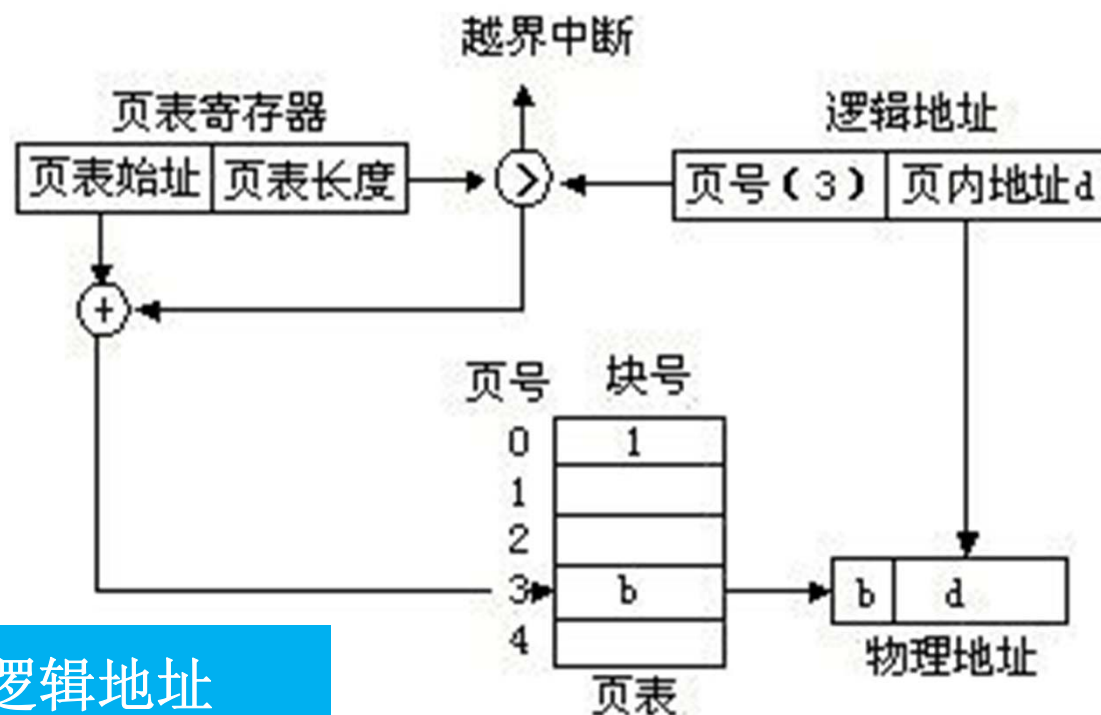 越界中断
页表寄存器
逻辑地址
页表始址 页表长度 > 页号(3) 页内地址d
+
页号 块号
0 1
1
2
3 b
4
b d
物理地址
逻辑地址
页表